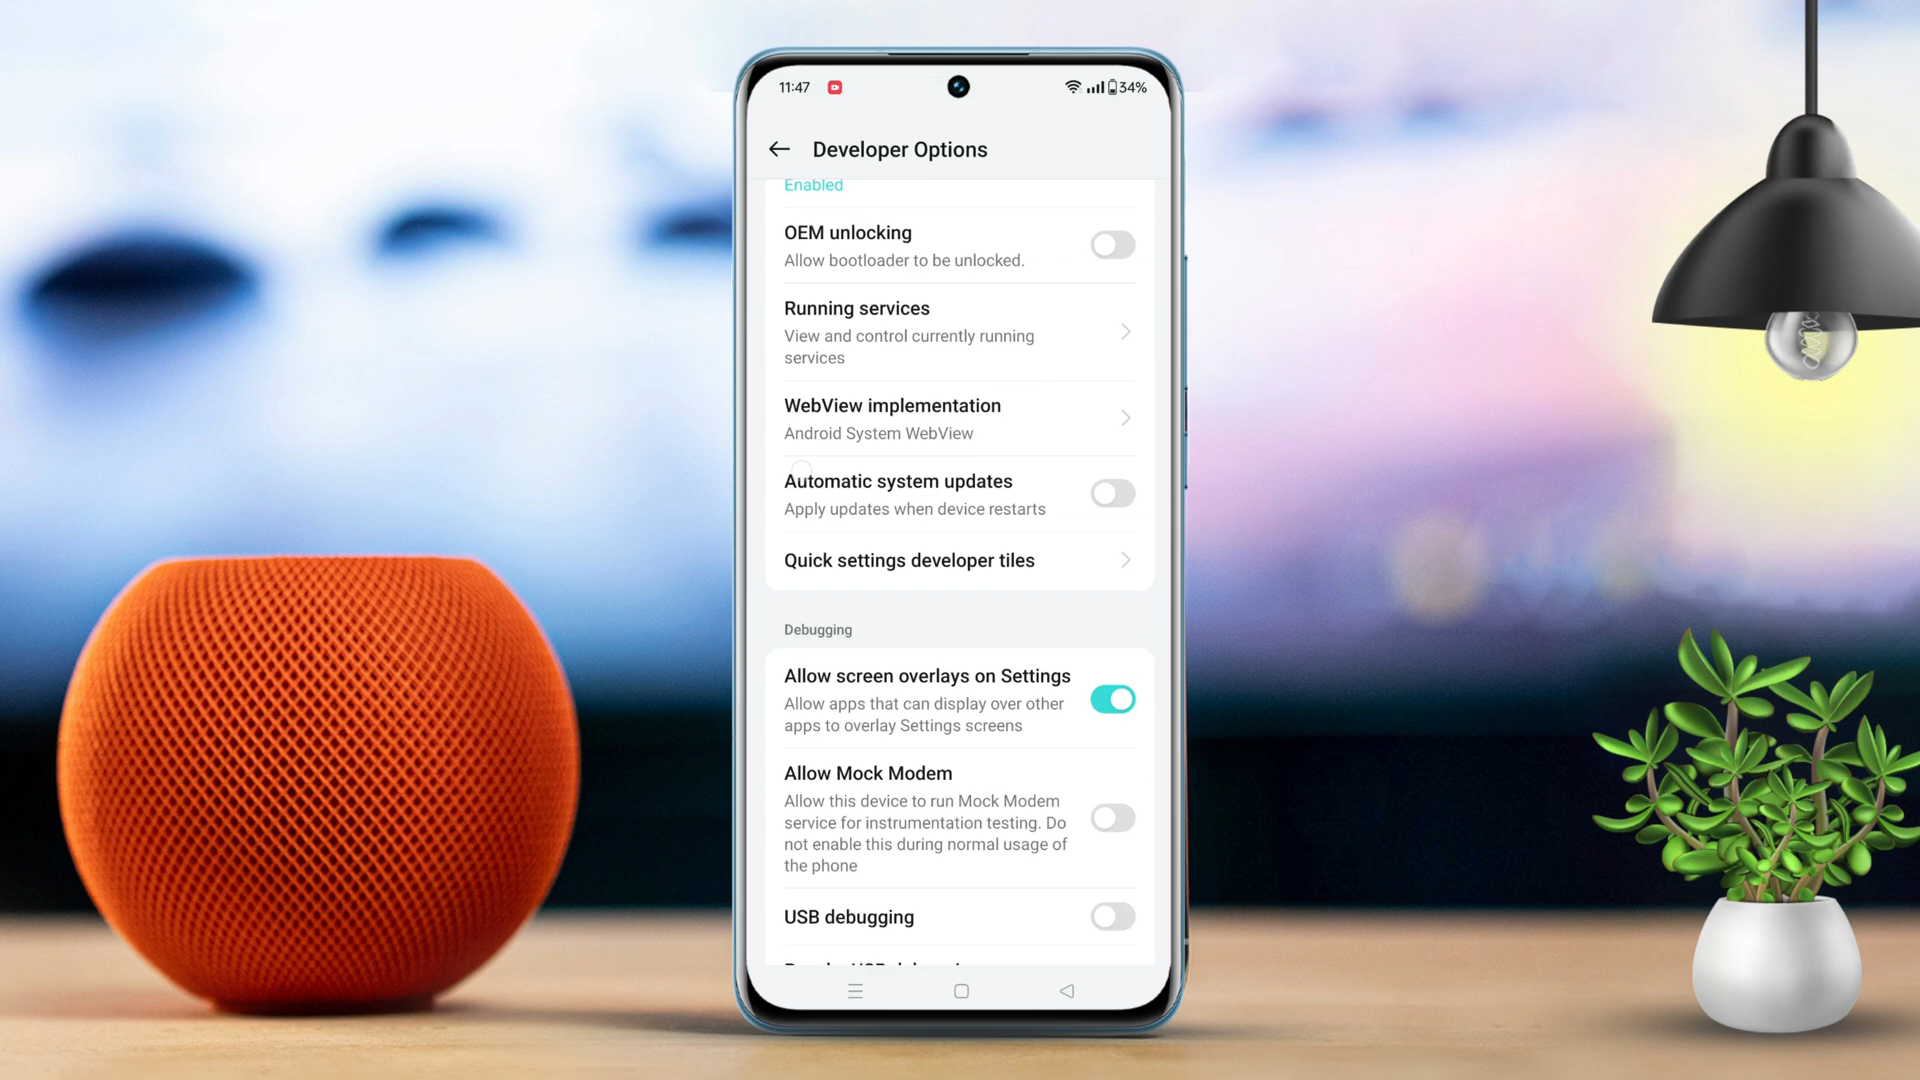 11:47
34%
Developer Options
Enabled
OEM unlocking
Allow bootloader to be unlocked.
Running services
View and control currently running
services
WebView implementation
Android System WebView
Automatic system updates
Apply updates when device restarts
Quick settings developer tiles
Debugging
Allow screen overlays on Settings
Allow apps that can display over other
apps to overlay Settings screens
Allow Mock Modem
Allow this device to run Mock Modem
service for instrumentation testing. Do
not enable this during normal usage of
the phone
USB debugging